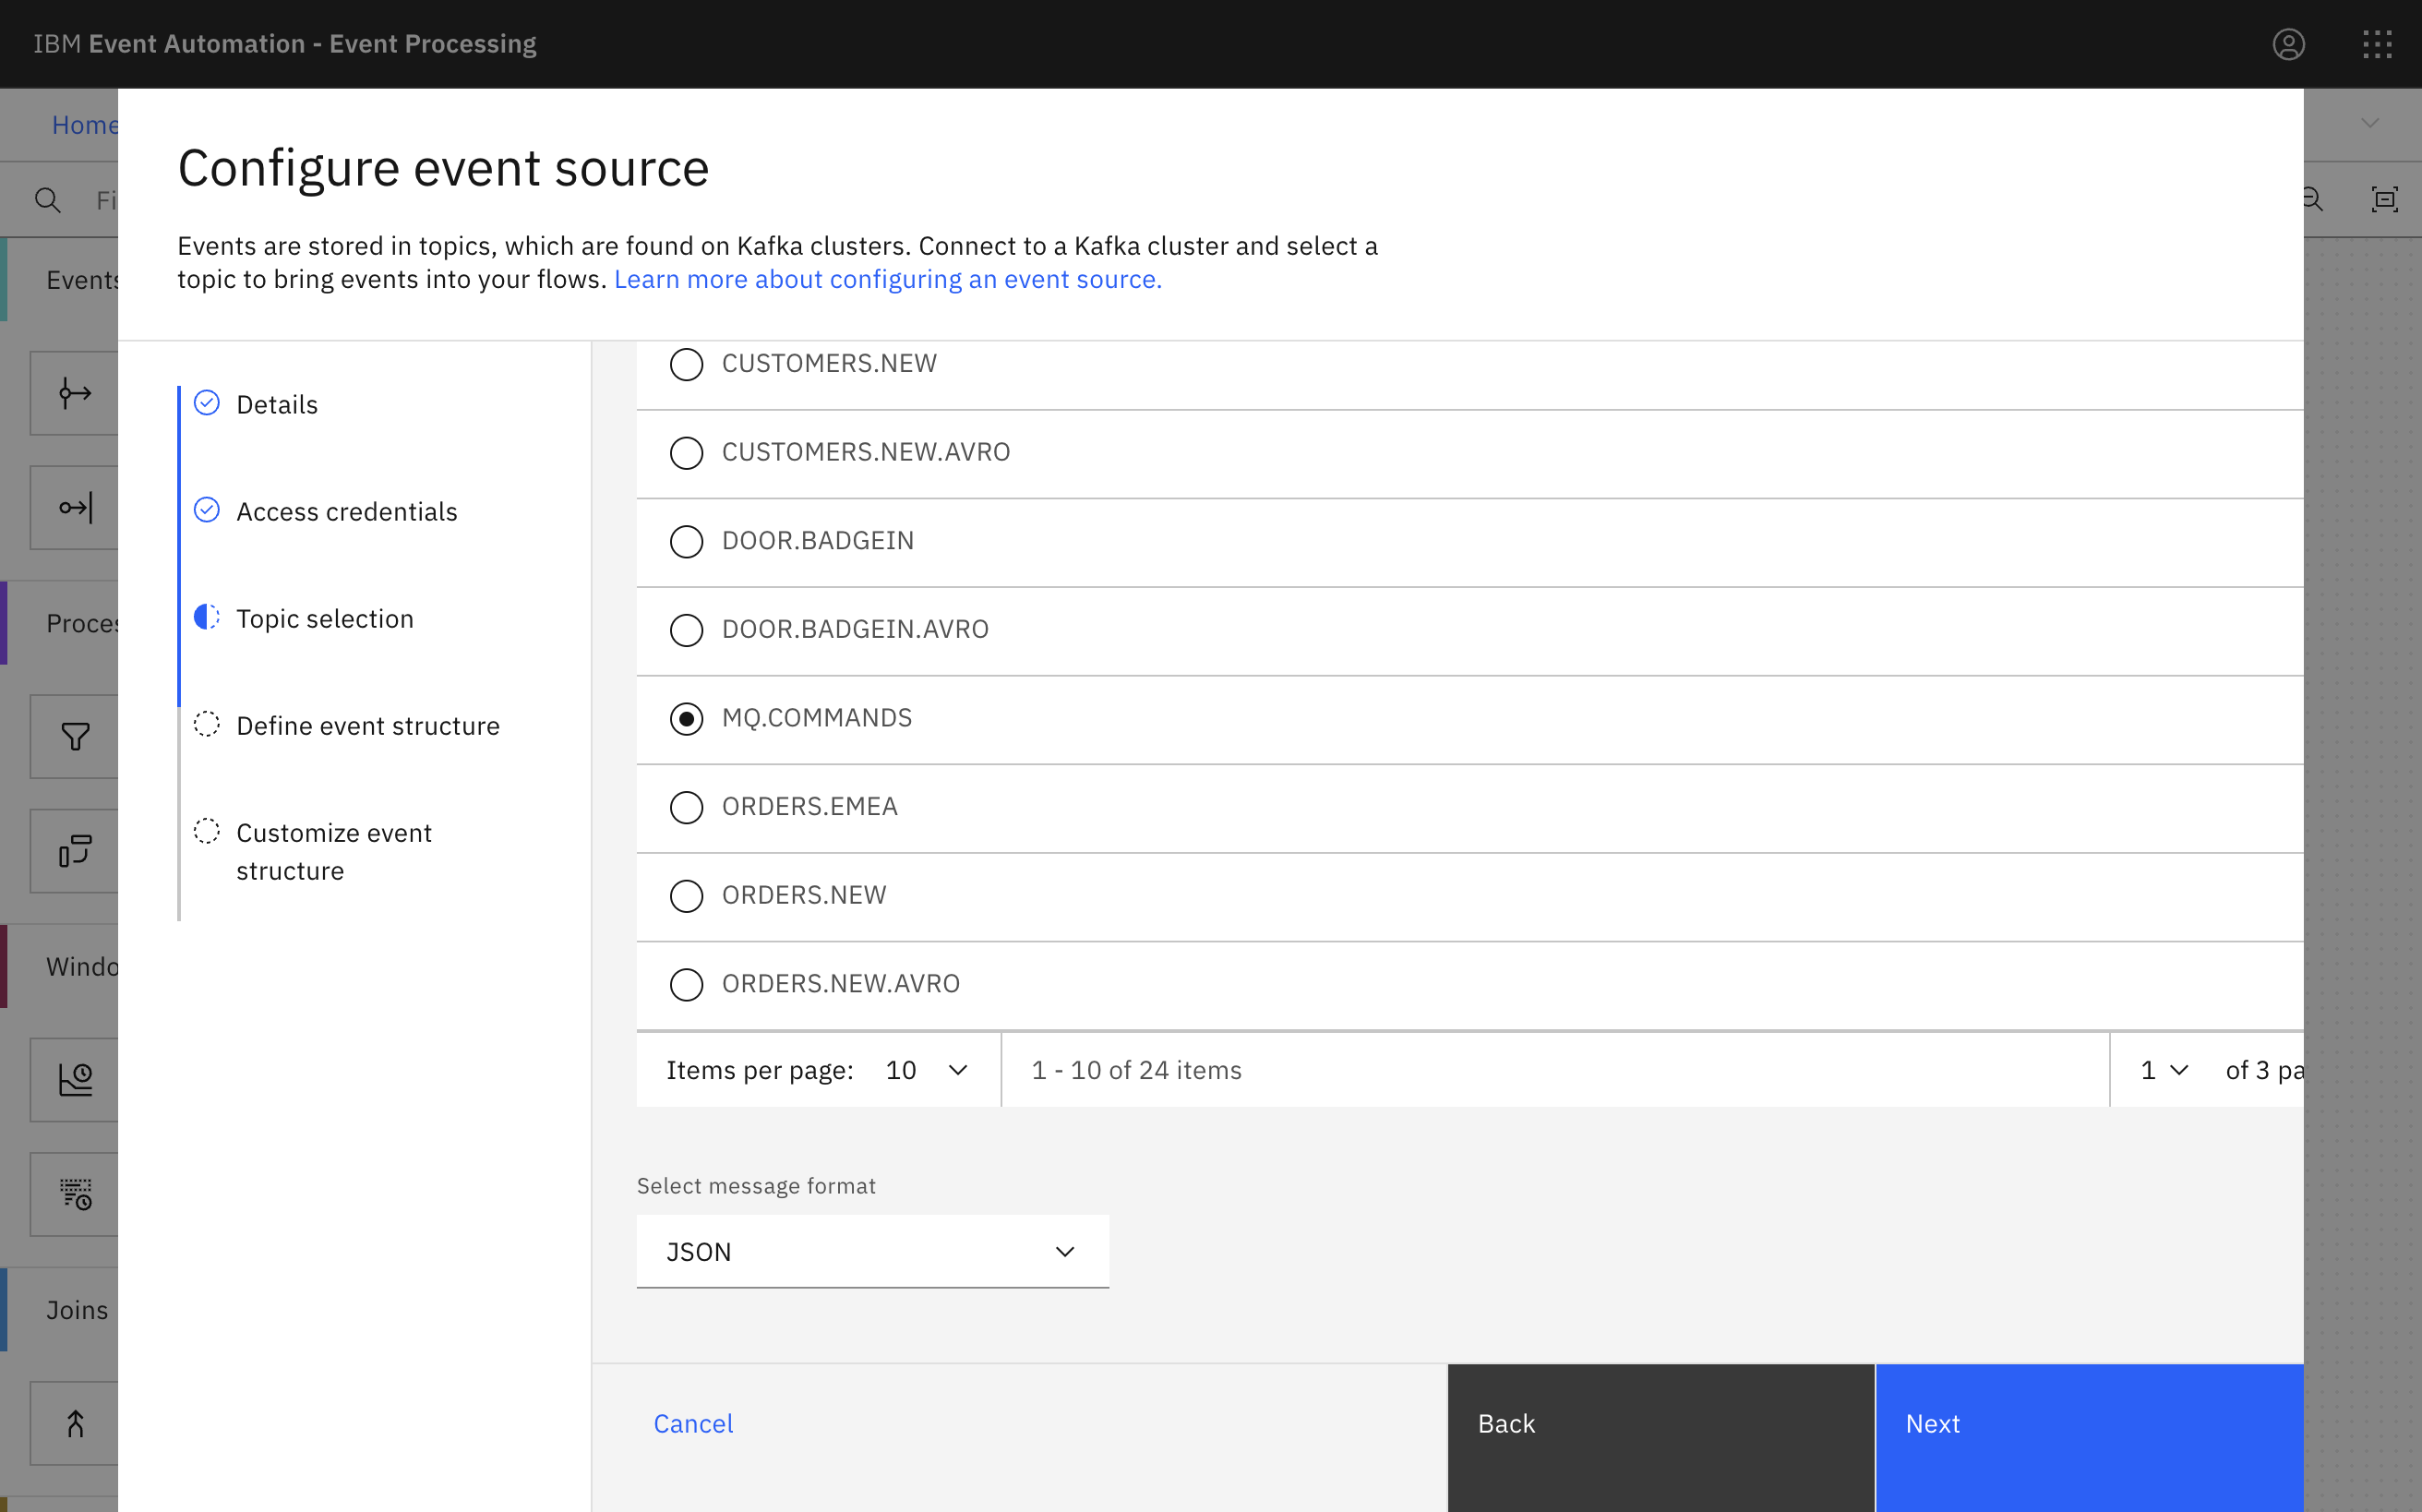 IBM Event Automation - Event Processing
Home
Configure event source
Events are stored in topics, which are found on Kafka clusters. Connect to a Kafka cluster and select a
topic to bring events into your flows. Learn more about configuring an event source.
Events
Joins
Details
Access credentials
Topic selection
Define event structure
Customize event
structure
CUSTOMERS.NEW
CUSTOMERS.NEW.AVRO
DOOR.BADGEIN
DOOR.BADGEIN.AVRO
MQ.COMMANDS
ORDERS.EMEA
ORDERS.NEW
ORDERS.NEW.AVRO
Items per page: 10 1 - 10 of 24 items 1 of 3
Select message format
JSON
Cancel Back Next